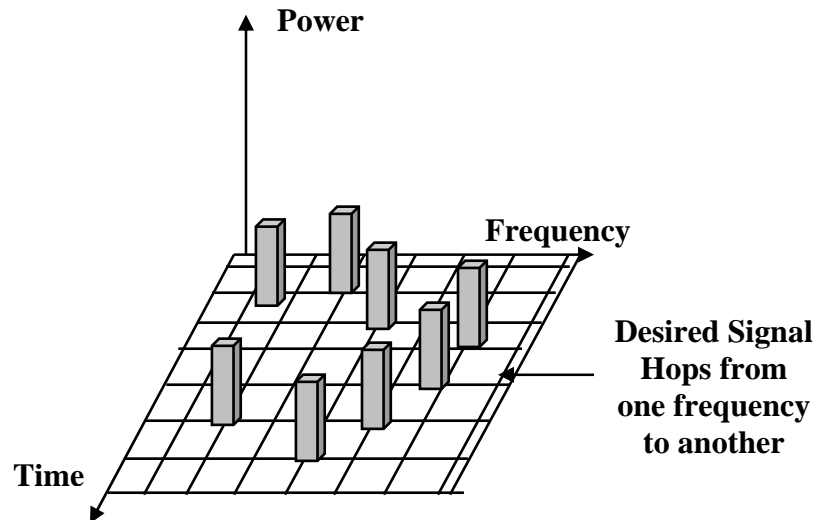 Power
Frequency
Desired Signal
Hops from
one frequency
to another
Time